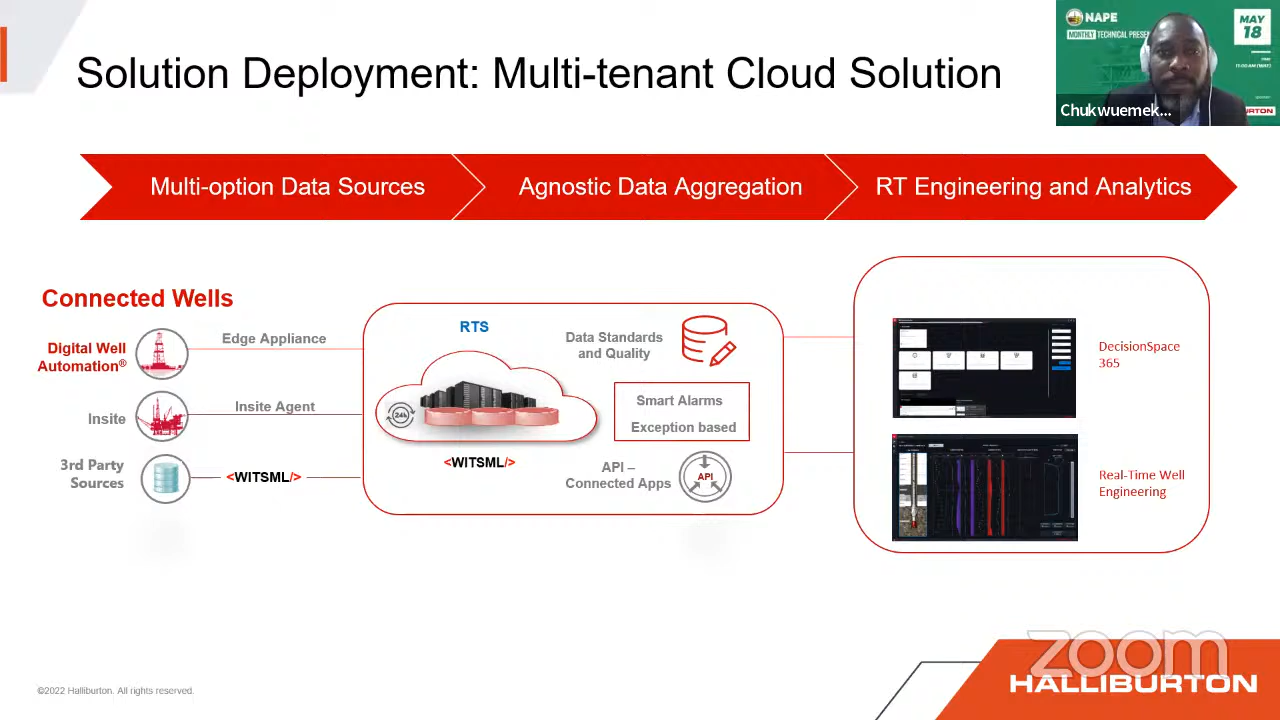 Solution Deployment: Multi-tenant Cloud Solution
NAPE
MONTHLY TECHNICAL
MAY
18
Chukwuemek...
Multi-option Data Sources
Agnostic Data Aggregation
RT Engineering and Analytics
Connected Wells
Digital Well
Automation®
Edge Appliance
Insite
Insite Agent
3rd Party
Sources
<WITSML/>
RTS
24h
<WITSML/>
Data Standards
and Quality
Smart Alarms
Exception based
API –
Connected Apps
API
DecisionSpace
365
Real-Time Well
Engineering
©2022 Halliburton. All rights reserved.
zoom
HALLIBURTON